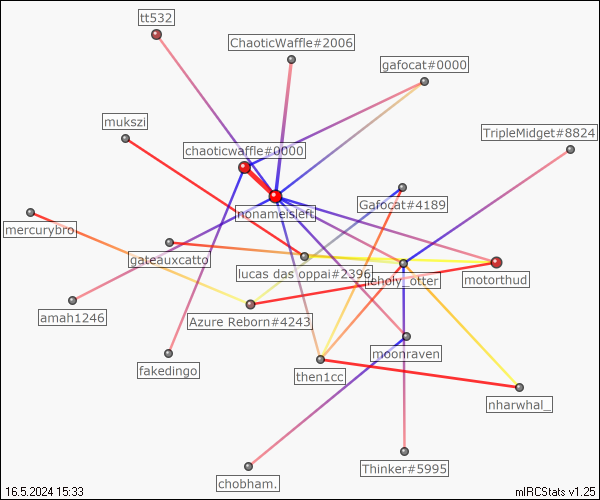 tt532
ChaoticWaffle#2006
gafocat#0000
mukszi
TripleMidget#8824
chaoticwaffle#0000
Gafocat#4189
nonameisleft
mercurybro
gateauxcatto
lucas das oppai#2396
leholy_otter
motorthud
amah1246
Azure Reborn#4243
moonraven
fakedingo
then1cc
nharwhal_
chobham.
Thinker#5995
16.5.2024 15:33
mIRCStats v1.25